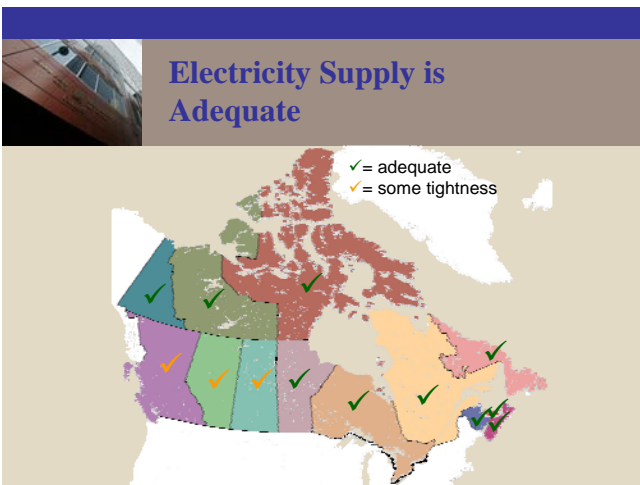 Electricity Supply is
Adequate
✓= adequate
✓= some tightness